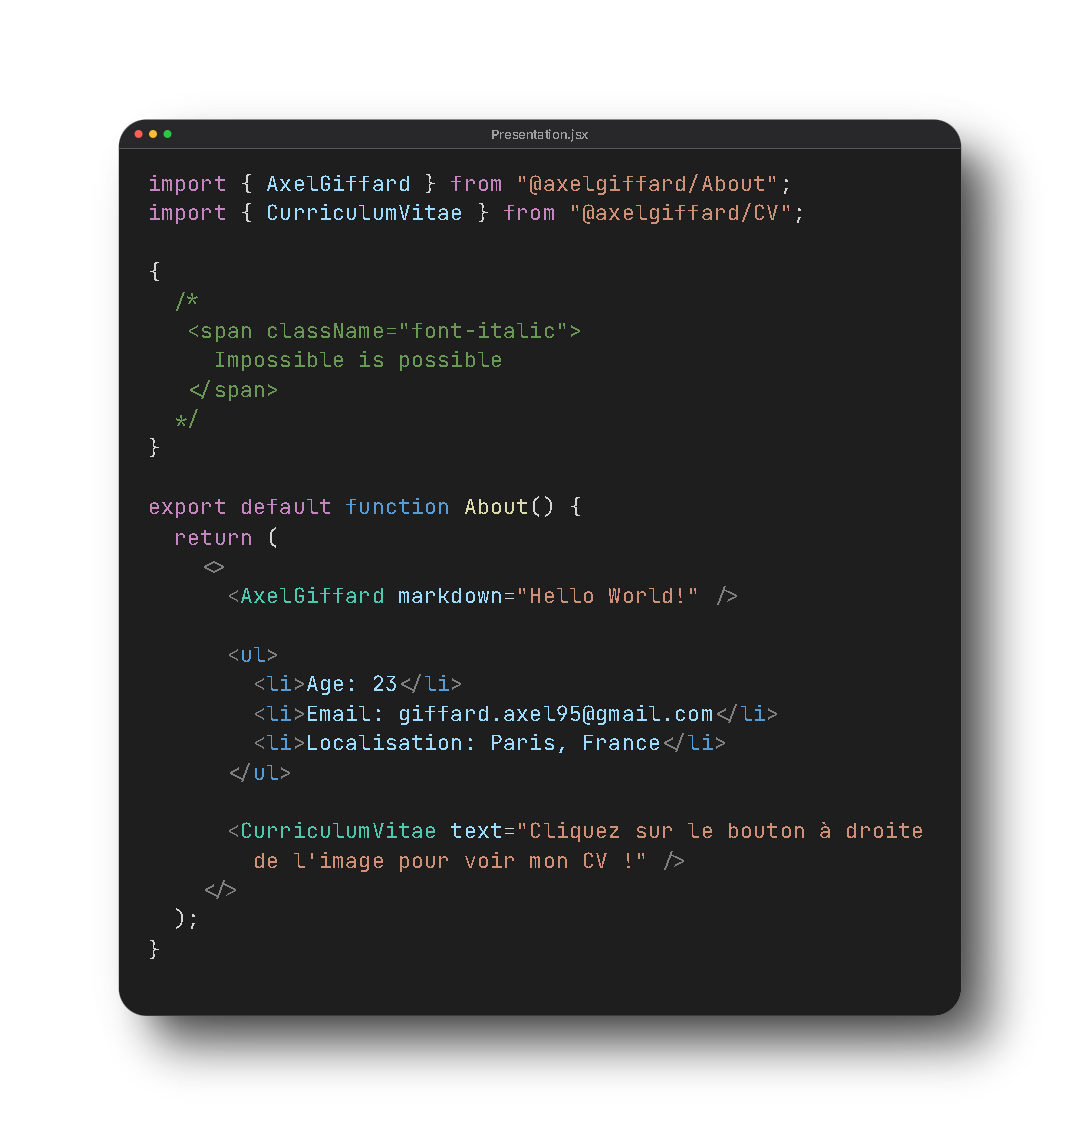 Presentation.jsx
import { AxelGiffard } from "@axelgiffard/About";
import { CurriculumVitae } from "@axelgiffard/CV";
{
/*
<span className="font-italic">
Impossible is possible
</span>
*/
}
export default function About() {
return (
<>
<AxelGiffard markdown="Hello World!" />
<ul>
<li>Age: 23</li>
<li>Email: giffard.axel95@gmail.com</li>
<li>Localisation: Paris, France</li>
</ul>
<CurriculumVitae text="Cliquez sur le bouton à droite
de l'image pour voir mon CV !" />
</>
);
}